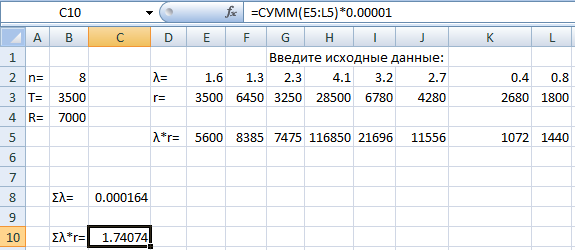 C10 fx =СУММ(E5:L5)*0.00001
A B C D E F G H I J K L
1 Введите исходные данные:
2 n= 8 λ= 1.6 1.3 2.3 4.1 3.2 2.7 0.4 0.8
3 T= 3500 r= 3500 6450 3250 28500 6780 4280 2680 1800
4 R= 7000
5 λ*r= 5600 8385 7475 116850 21696 11556 1072 1440
6
7
8 Σλ= 0.000164
9
10 Σλ*r= 1.74074